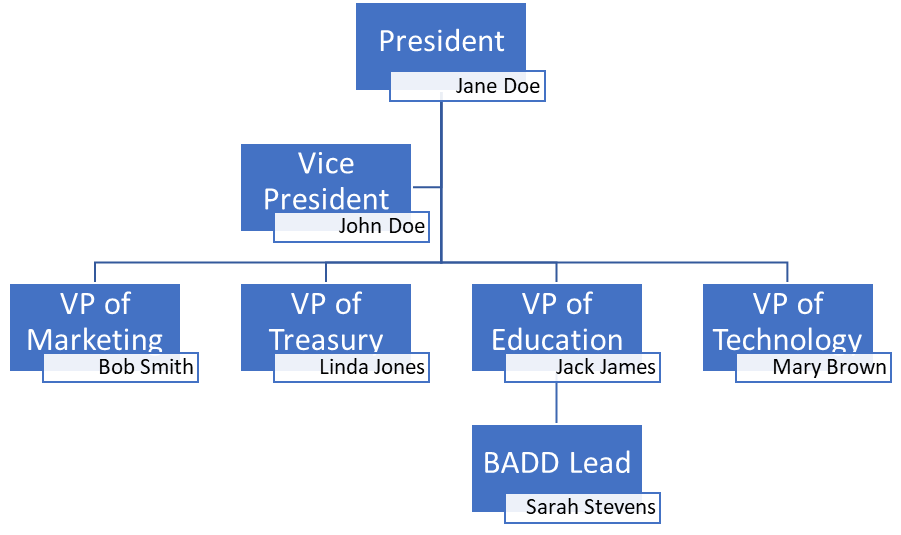 President
Jane Doe
Vice
President
John Doe
VP of
Marketing
Bob Smith
VP of
Treasury
Linda Jones
VP of
Education
Jack James
VP of
Technology
Mary Brown
BADD Lead
Sarah Stevens